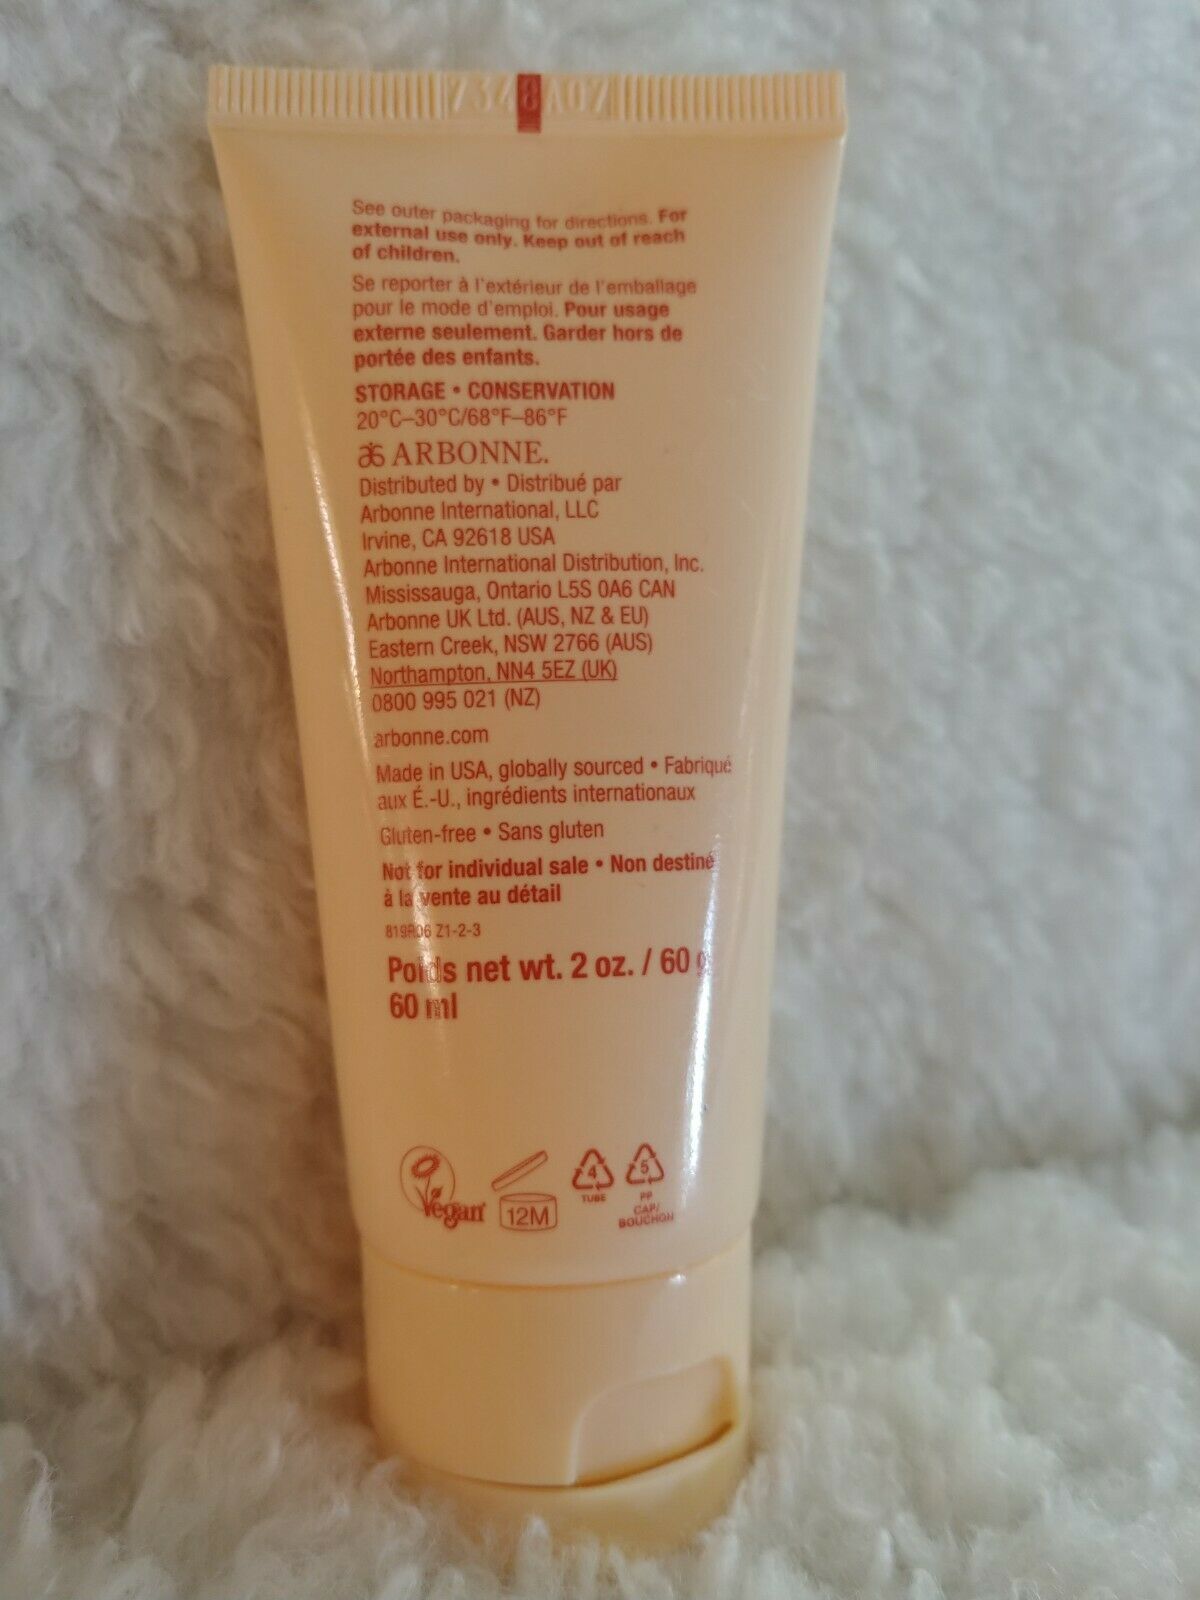 7348A07
See outer packaging for directions. For
external use only. Keep out of reach
of children.
Se reporter à l'extérieur de l'emballage
pour le mode d'emploi. Pour usage
externe seulement. Garder hors de
portée des enfants.
STORAGE • CONSERVATION
20°C–30°C/68°F–86°F
ARBONNE.
Distributed by • Distribué par
Arbonne International, LLC
Irvine, CA 92618 USA
Arbonne International Distribution, Inc.
Mississauga, Ontario L5S 0A6 CAN
Arbonne UK Ltd. (AUS, NZ & EU)
Eastern Creek, NSW 2766 (AUS)
Northampton, NN4 5EZ (UK)
0800 995 021 (NZ)
arbonne.com
Made in USA, globally sourced • Fabriqué
aux É.-U., ingrédients internationaux
Gluten-free • Sans gluten
Not for individual sale • Non destiné
à la vente au détail
819R06 Z1-2-3
Poids net wt. 2 oz. / 60 g
60 ml
Vegan
12M
4
TUBE
5
PP
CAP/
BOUCHON